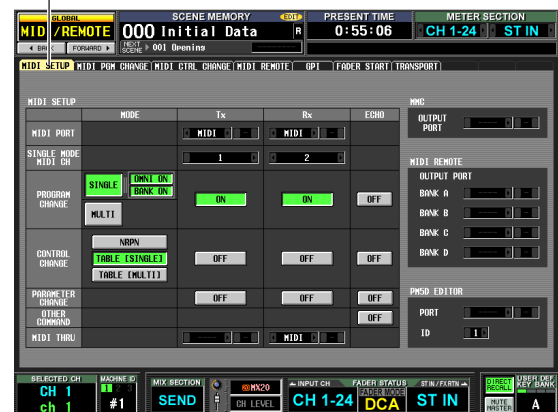 GLOBAL
MIDI /REMOTE
BACK
FORWARD
SCENE MEMORY
EDIT
000 Initial Data
R
NEXT SCENE
001 Opening
PRESENT TIME
0:55:06
METER SECTION
CH 1-24
ST IN
MIDI SETUP
MIDI PGM CHANGE
MIDI CTRL CHANGE
MIDI REMOTE
GPI
FADER START
TRANSPORT
MIDI SETUP
MODE
Tx
Rx
ECHO
MIDI PORT
MIDI
-
MIDI
-
SINGLE MODE MIDI CH
1
2
PROGRAM CHANGE
SINGLE
OMNI ON
BANK ON
MULTI
ON
ON
OFF
CONTROL CHANGE
NRPN
TABLE [SINGLE]
TABLE [MULTI]
OFF
OFF
OFF
PARAMETER CHANGE
OFF
OFF
OFF
OTHER COMMAND
OFF
MIDI THRU
----
-
MIDI
-
MMC
OUTPUT PORT
----
-
MIDI REMOTE
OUTPUT PORT
BANK A
----
-
BANK B
----
-
BANK C
----
-
BANK D
----
-
PM5D EDITOR
PORT
----
-
ID
1
SELECTED CH
CH 1
ch 1
MACHINE ID
1 2 3
#1
MIX SECTION
SEND
MX20
CH LEVEL
INPUT CH
CH 1-24
FADER STATUS
FADER MODE
DCA
ST IN/FXRTN
ST IN
DIRECT RECALL
MUTE MASTER
USER DEF KEY BANK
A